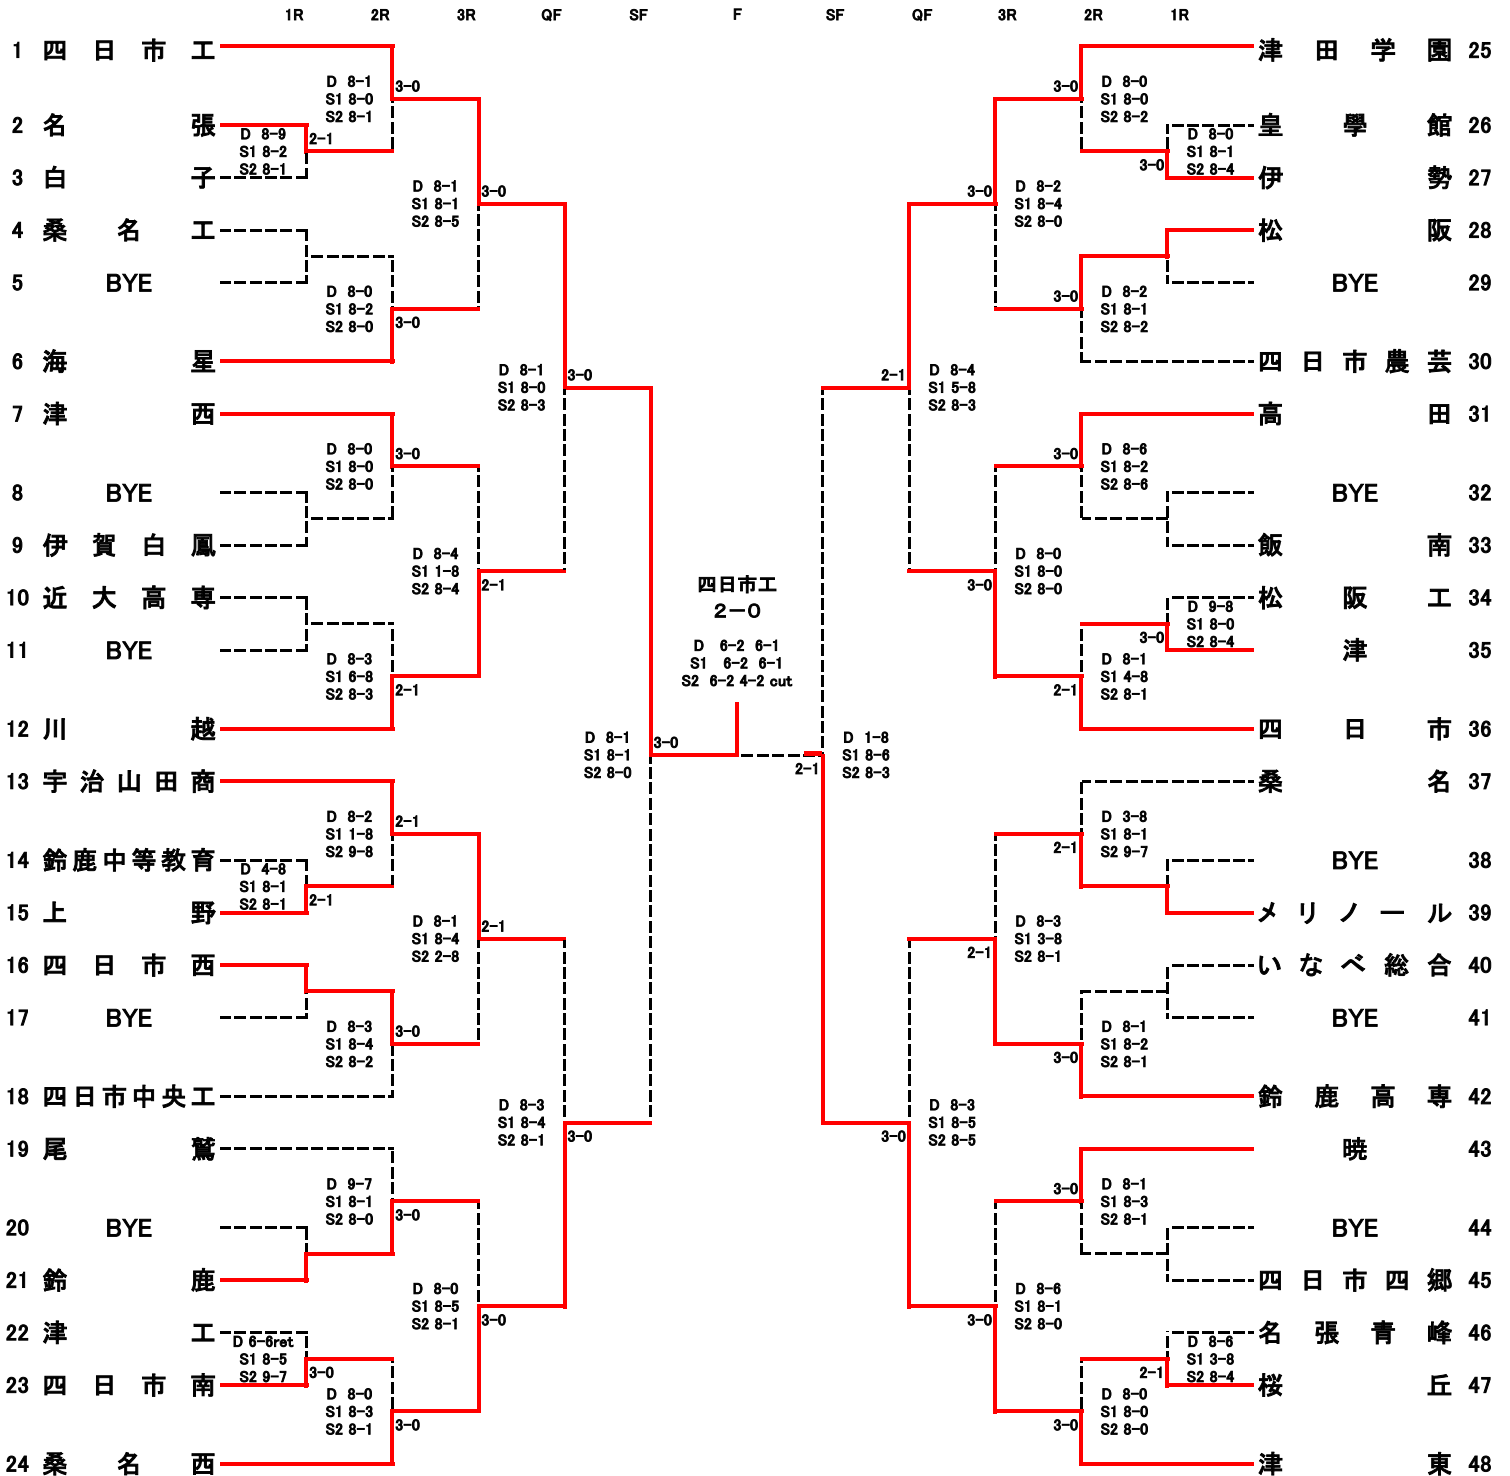 1R 2R 3R QF SF F SF QF 3R 2R 1R
1 四日市工
D 8-1
S1 8-0
S2 8-1
3-0
2 名張
D 8-9
S1 8-2
S2 8-1
2-1
3 白子
D 8-1
S1 8-1
S2 8-5
3-0
4 桑名工
5 BYE
D 8-0
S1 8-2
S2 8-0
3-0
6 海星
D 8-1
S1 8-0
S2 8-3
3-0
7 津西
D 8-0
S1 8-0
S2 8-0
3-0
8 BYE
9 伊賀白鳳
D 8-4
S1 1-8
S2 8-4
2-1
10 近大高専
11 BYE
D 8-3
S1 6-8
S2 8-3
2-1
12 川越
D 8-1
S1 8-1
S2 8-0
3-0
13 宇治山田商
D 8-2
S1 1-8
S2 9-8
2-1
14 鈴鹿中等教育
D 4-8
S1 8-1
S2 8-1
2-1
15 上野
D 8-1
S1 8-4
S2 2-8
2-1
16 四日市西
17 BYE
D 8-3
S1 8-4
S2 8-2
3-0
18 四日市中央工
D 8-3
S1 8-4
S2 8-1
3-0
19 尾鷲
D 9-7
S1 8-1
S2 8-0
3-0
20 BYE
21 鈴鹿
D 8-0
S1 8-5
S2 8-1
3-0
22 津工
D 6-6ret
S1 8-5
S2 9-7
3-0
23 四日市南
D 8-0
S1 8-3
S2 8-1
3-0
24 桑名西
四日市工
2-0
D 6-2 6-1
S1 6-2 6-1
S2 6-2 4-2 cut
津田学園 25
3-0
D 8-0
S1 8-0
S2 8-2
皇學館 26
D 8-0
S1 8-1
S2 8-4
3-0
伊勢 27
3-0
D 8-2
S1 8-4
S2 8-0
松阪 28
BYE 29
3-0
D 8-2
S1 8-1
S2 8-2
四日市農芸 30
2-1
D 8-4
S1 5-8
S2 8-3
高田 31
3-0
D 8-6
S1 8-2
S2 8-6
BYE 32
飯南 33
D 8-0
S1 8-0
S2 8-0
3-0
松阪工 34
D 9-8
S1 8-0
S2 8-4
3-0
津 35
D 8-1
S1 4-8
S2 8-1
2-1
四日市 36
D 1-8
S1 8-6
S2 8-3
2-1
桑名 37
D 3-8
S1 8-1
S2 9-7
2-1
BYE 38
メリノール 39
D 8-3
S1 3-8
S2 8-1
2-1
いなべ総合 40
BYE 41
D 8-1
S1 8-2
S2 8-1
3-0
鈴鹿高専 42
D 8-3
S1 8-5
S2 8-5
3-0
暁 43
3-0
D 8-1
S1 8-3
S2 8-1
BYE 44
四日市四郷 45
D 8-6
S1 8-1
S2 8-0
3-0
名張青峰 46
D 8-6
S1 3-8
S2 8-4
2-1
桜丘 47
D 8-0
S1 8-0
S2 8-0
3-0
津東 48